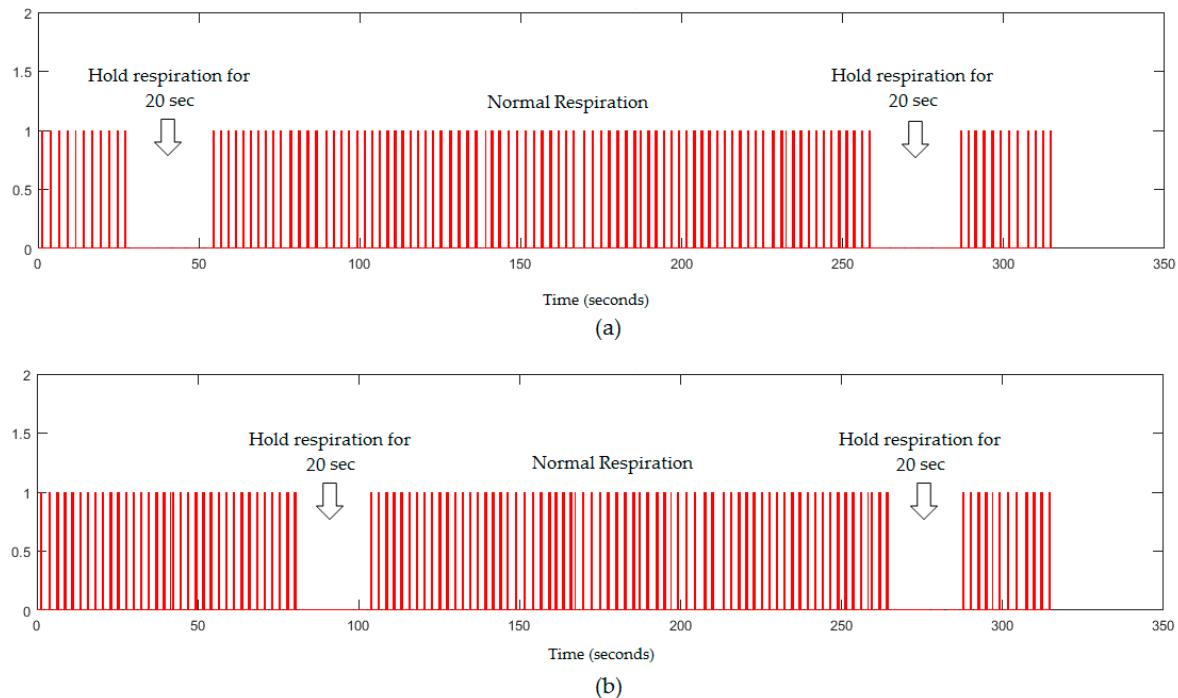 2
1.5
1
0.5
0
Hold respiration for
20 sec
Normal Respiration
Hold respiration for
20 sec
0 50 100 150 200 250 300 350
Time (seconds)
(a)
2
1.5
1
0.5
0
Hold respiration for
20 sec
Normal Respiration
Hold respiration for
20 sec
0 50 100 150 200 250 300 350
Time (seconds)
(b)